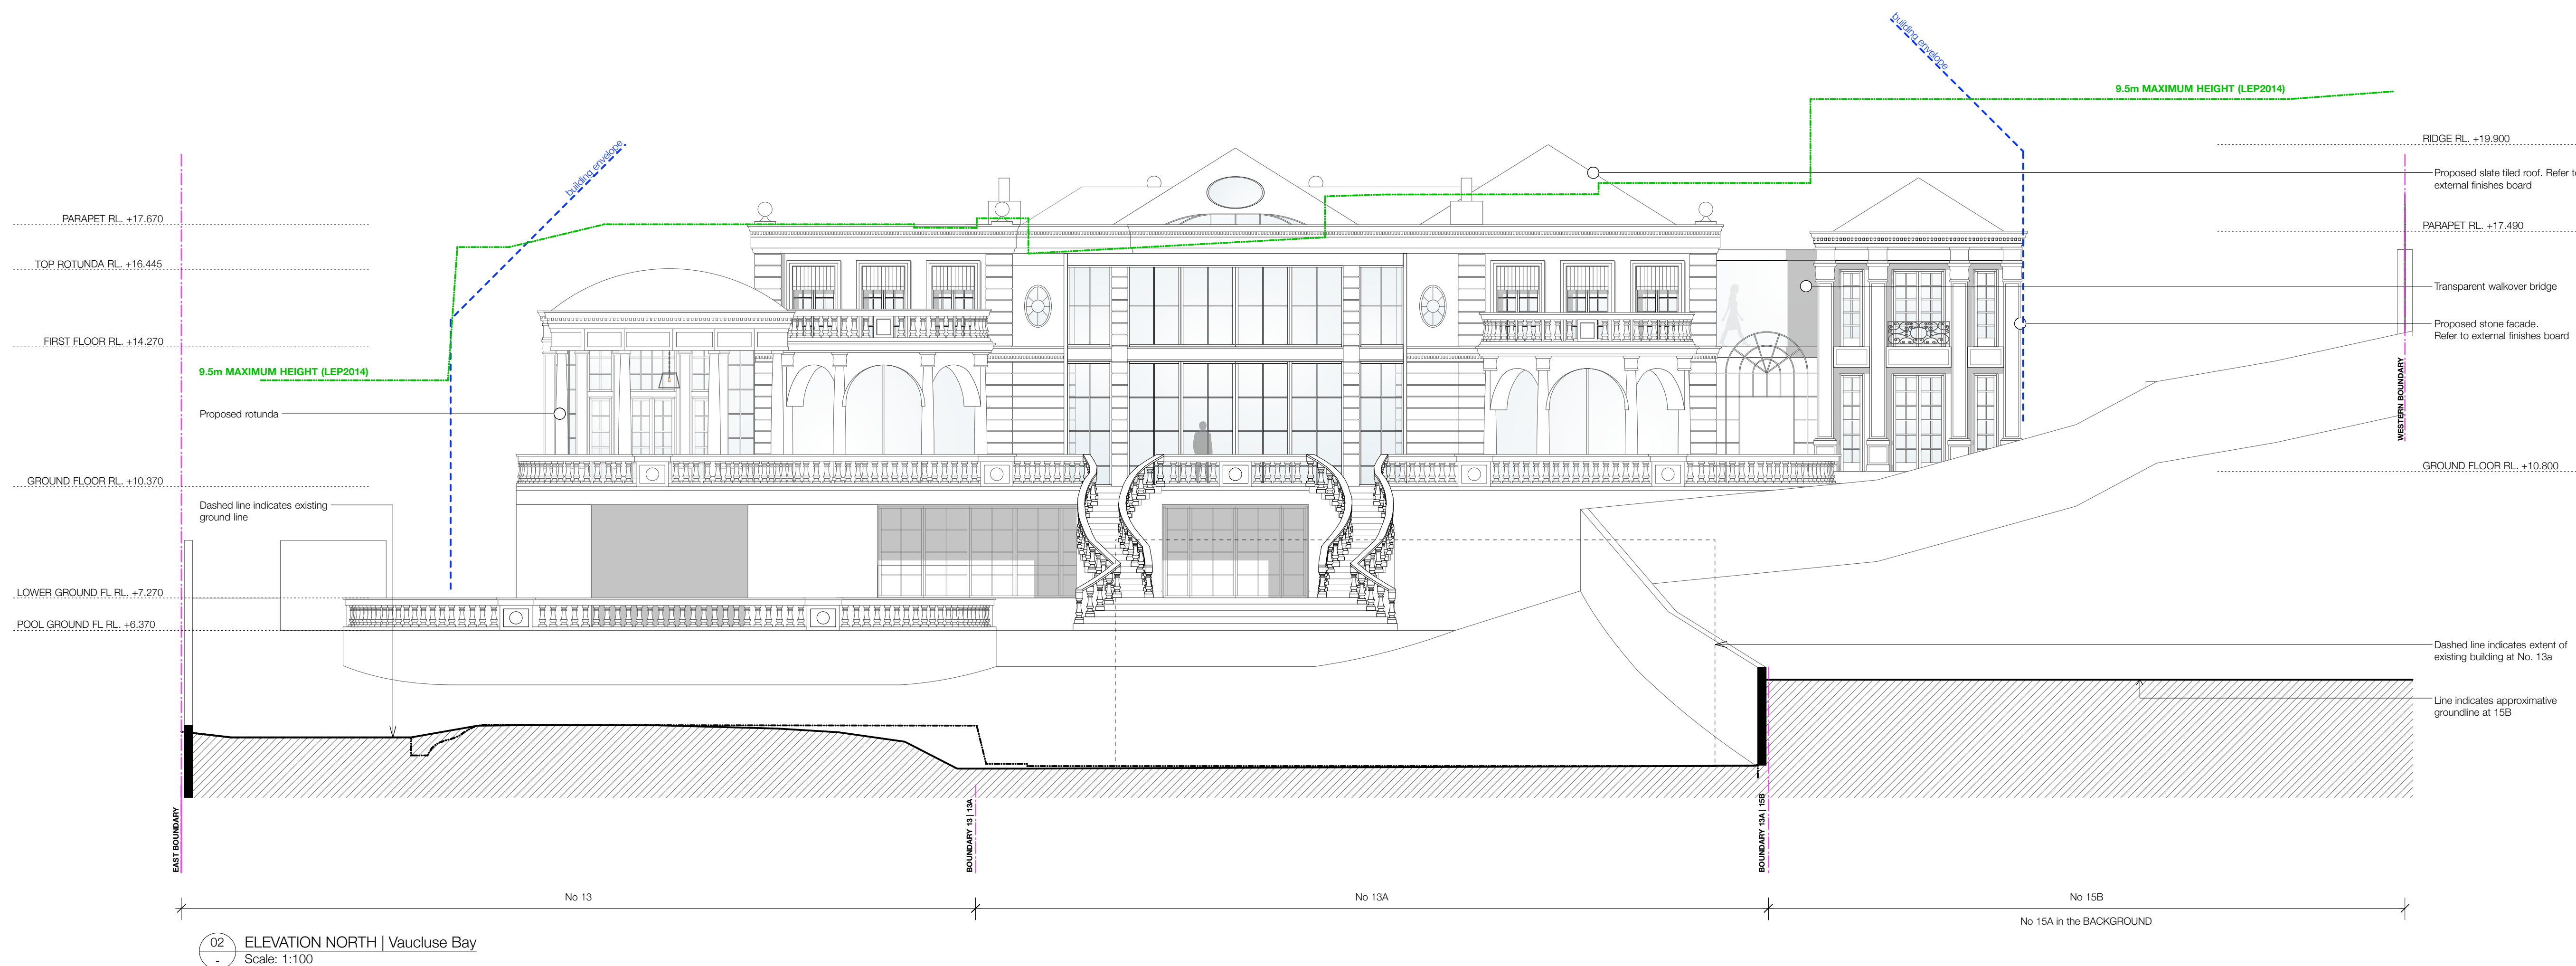 building envelope
building envelope
9.5m MAXIMUM HEIGHT (LEP2014)
RIDGE RL. +19.900
Proposed slate tiled roof. Refer to
external finishes board
PARAPET RL. +17.670
PARAPET RL. +17.490
TOP ROTUNDA RL. +16.445
Transparent walkover bridge
Proposed stone facade.
Refer to external finishes board
FIRST FLOOR RL. +14.270
9.5m MAXIMUM HEIGHT (LEP2014)
WESTERN BOUNDARY
Proposed rotunda
GROUND FLOOR RL. +10.800
GROUND FLOOR RL. +10.370
Dashed line indicates existing
ground line
LOWER GROUND FL RL. +7.270
POOL GROUND FL RL. +6.370
Dashed line indicates extent of
existing building at No. 13a
Line indicates approximative
groundline at 15B
EAST BOUNDARY
BOUNDARY 13 | 13A
BOUNDARY 13A | 15B
No 13
No 13A
No 15B
No 15A in the BACKGROUND
02
-
ELEVATION NORTH | Vaucluse Bay
Scale: 1:100